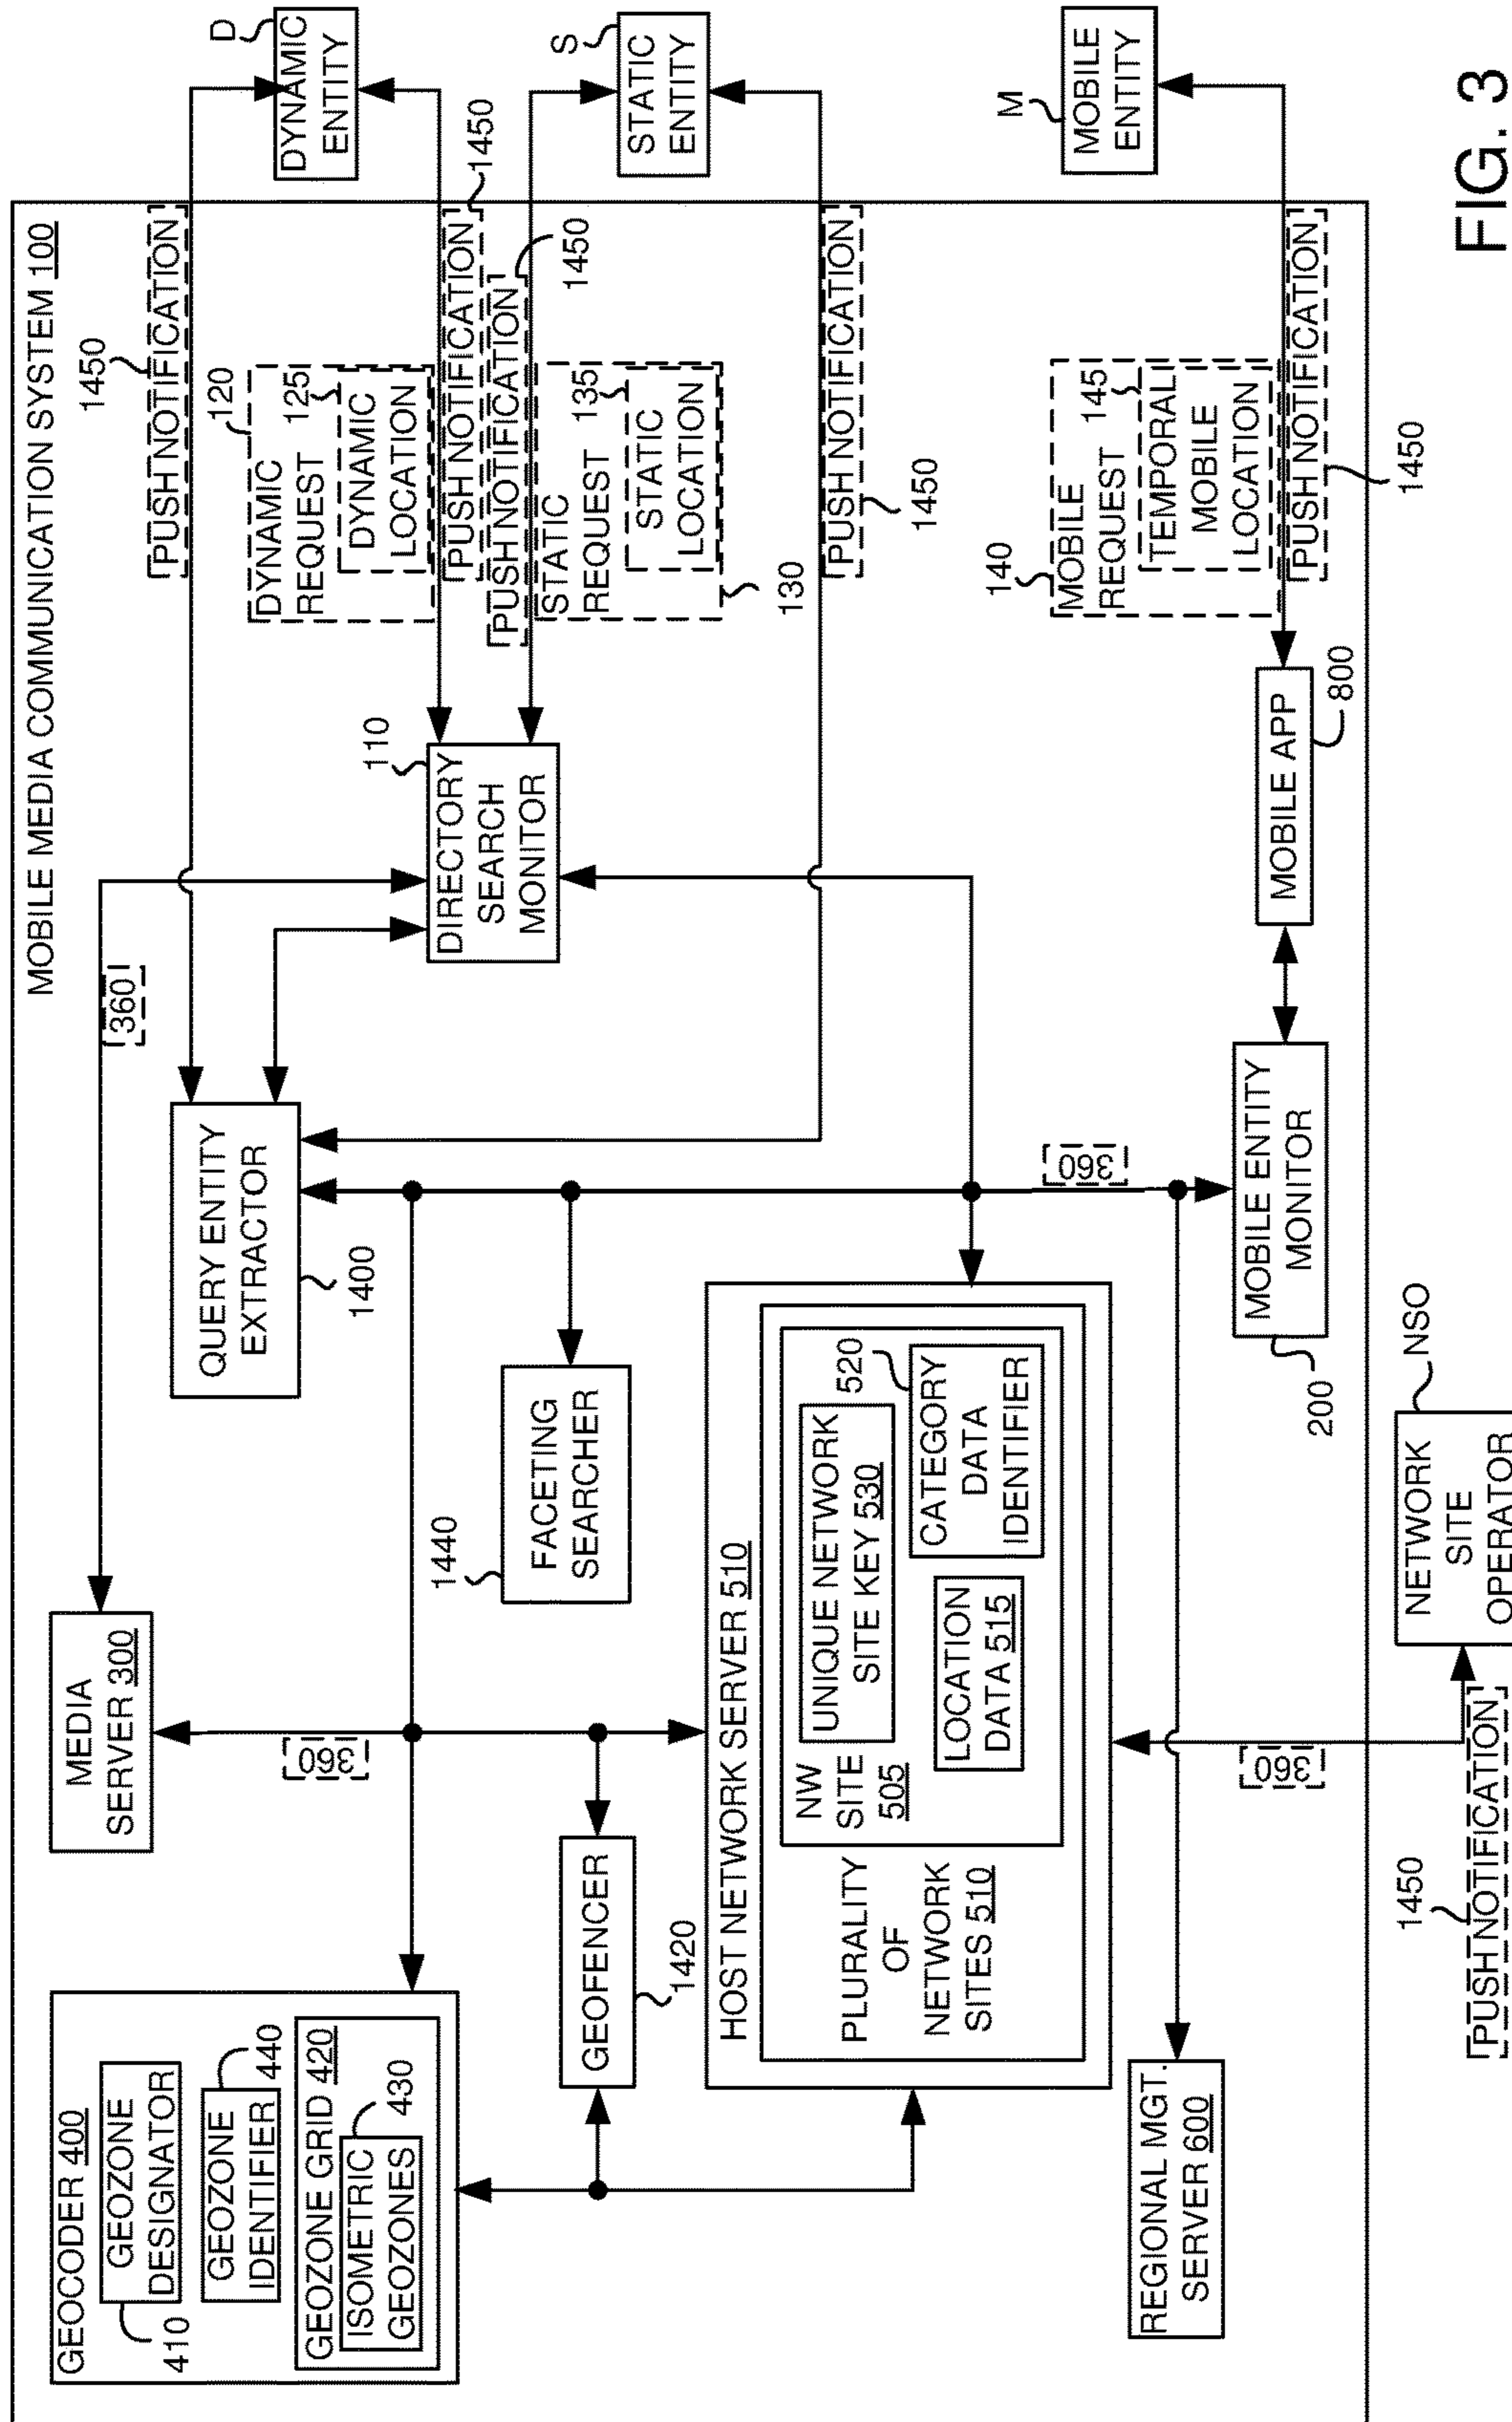 MOBILE MEDIA COMMUNICATION SYSTEM 100
GEOCODER 400
GEOZONE
DESIGNATOR
410
GEOZONE
IDENTIFIER
440
GEOZONE GRID 420
ISOMETRIC
GEOZONES
430
MEDIA
SERVER 300
360
360
QUERY ENTITY
EXTRACTOR
1400
FACETING
SEARCHER
1440
GEOFENCER
1420
HOST NETWORK SERVER 510
PLURALITY
OF
NETWORK
SITES 510
NW
SITE
505
UNIQUE NETWORK
SITE KEY 530
LOCATION
DATA 515
520
CATEGORY
DATA
IDENTIFIER
DIRECTORY
SEARCH
MONITOR
110
1450
PUSH NOTIFICATION
120
DYNAMIC
REQUEST
125
DYNAMIC
LOCATION
PUSH NOTIFICATION
1450
PUSH NOTIFICATION
1450
STATIC
REQUEST
135
STATIC
LOCATION
130
PUSH NOTIFICATION
1450
D
DYNAMIC
ENTITY
S
STATIC
ENTITY
M
MOBILE
ENTITY
140
MOBILE
REQUEST
145
TEMPORAL
MOBILE
LOCATION
PUSH NOTIFICATION
1450
MOBILE APP
800
MOBILE ENTITY
MONITOR
200
360
REGIONAL MGT.
SERVER 600
360
1450
PUSH NOTIFICATION
NETWORK
SITE
OPERATOR
NSO
FIG. 3